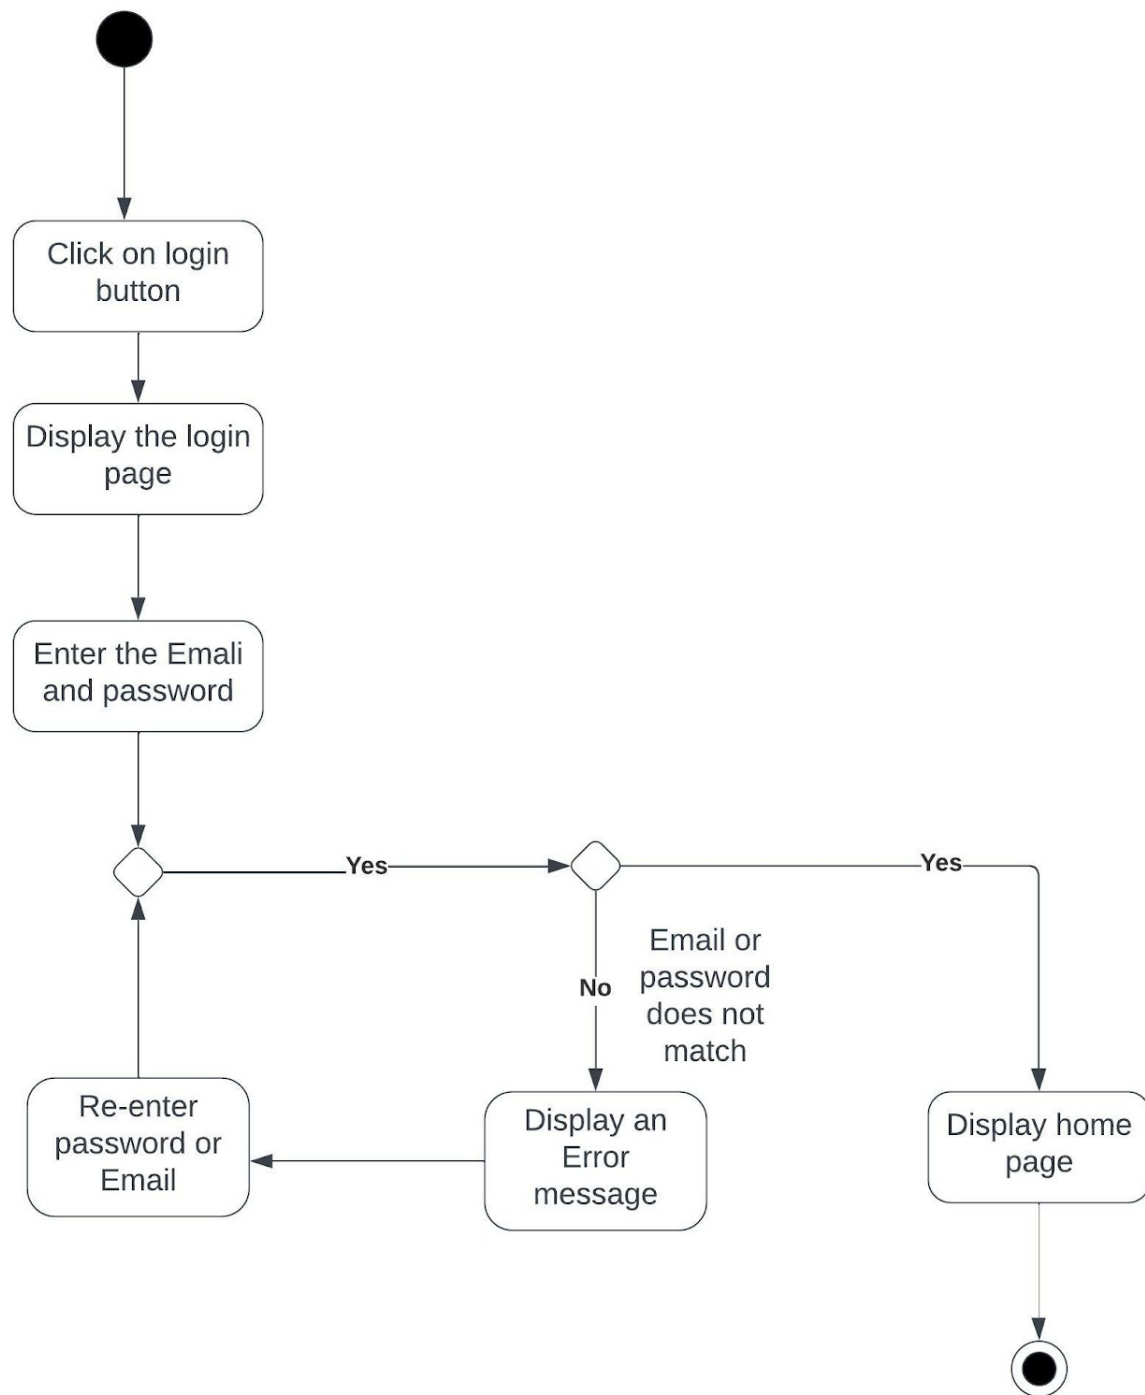 Click on login
button
Display the login
page
Enter the Emali
and password
Yes
Yes
Email or
password
does not
match
No
Re-enter
password or
Email
Display an
Error
message
Display home
page